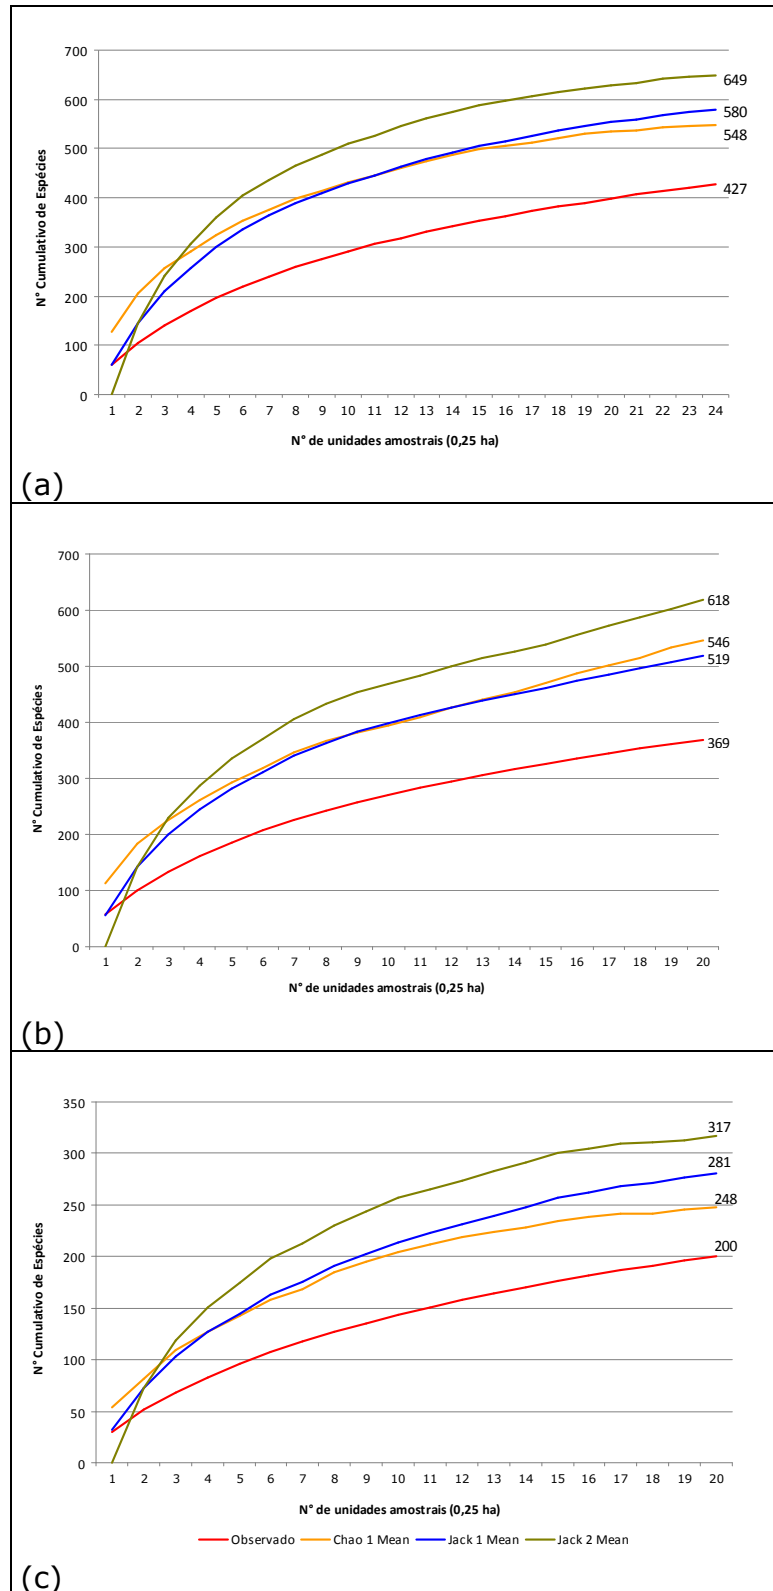 700
600
500
400
300
200
100
0
649
580
548
427
N° Cumulativo de Espécies
1 2 3 4 5 6 7 8 9 10 11 12 13 14 15 16 17 18 19 20 21 22 23 24
N° de unidades amostrais (0,25 ha)
(a)
700
600
500
400
300
200
100
0
618
546
519
369
N° Cumulativo de Espécies
1 2 3 4 5 6 7 8 9 10 11 12 13 14 15 16 17 18 19 20
N° de unidades amostrais (0,25 ha)
(b)
350
300
250
200
150
100
50
0
317
281
248
200
N° Cumulativo de Espécies
1 2 3 4 5 6 7 8 9 10 11 12 13 14 15 16 17 18 19 20
N° de unidades amostrais (0,25 ha)
Observado Chao 1 Mean Jack 1 Mean Jack 2 Mean
(c)